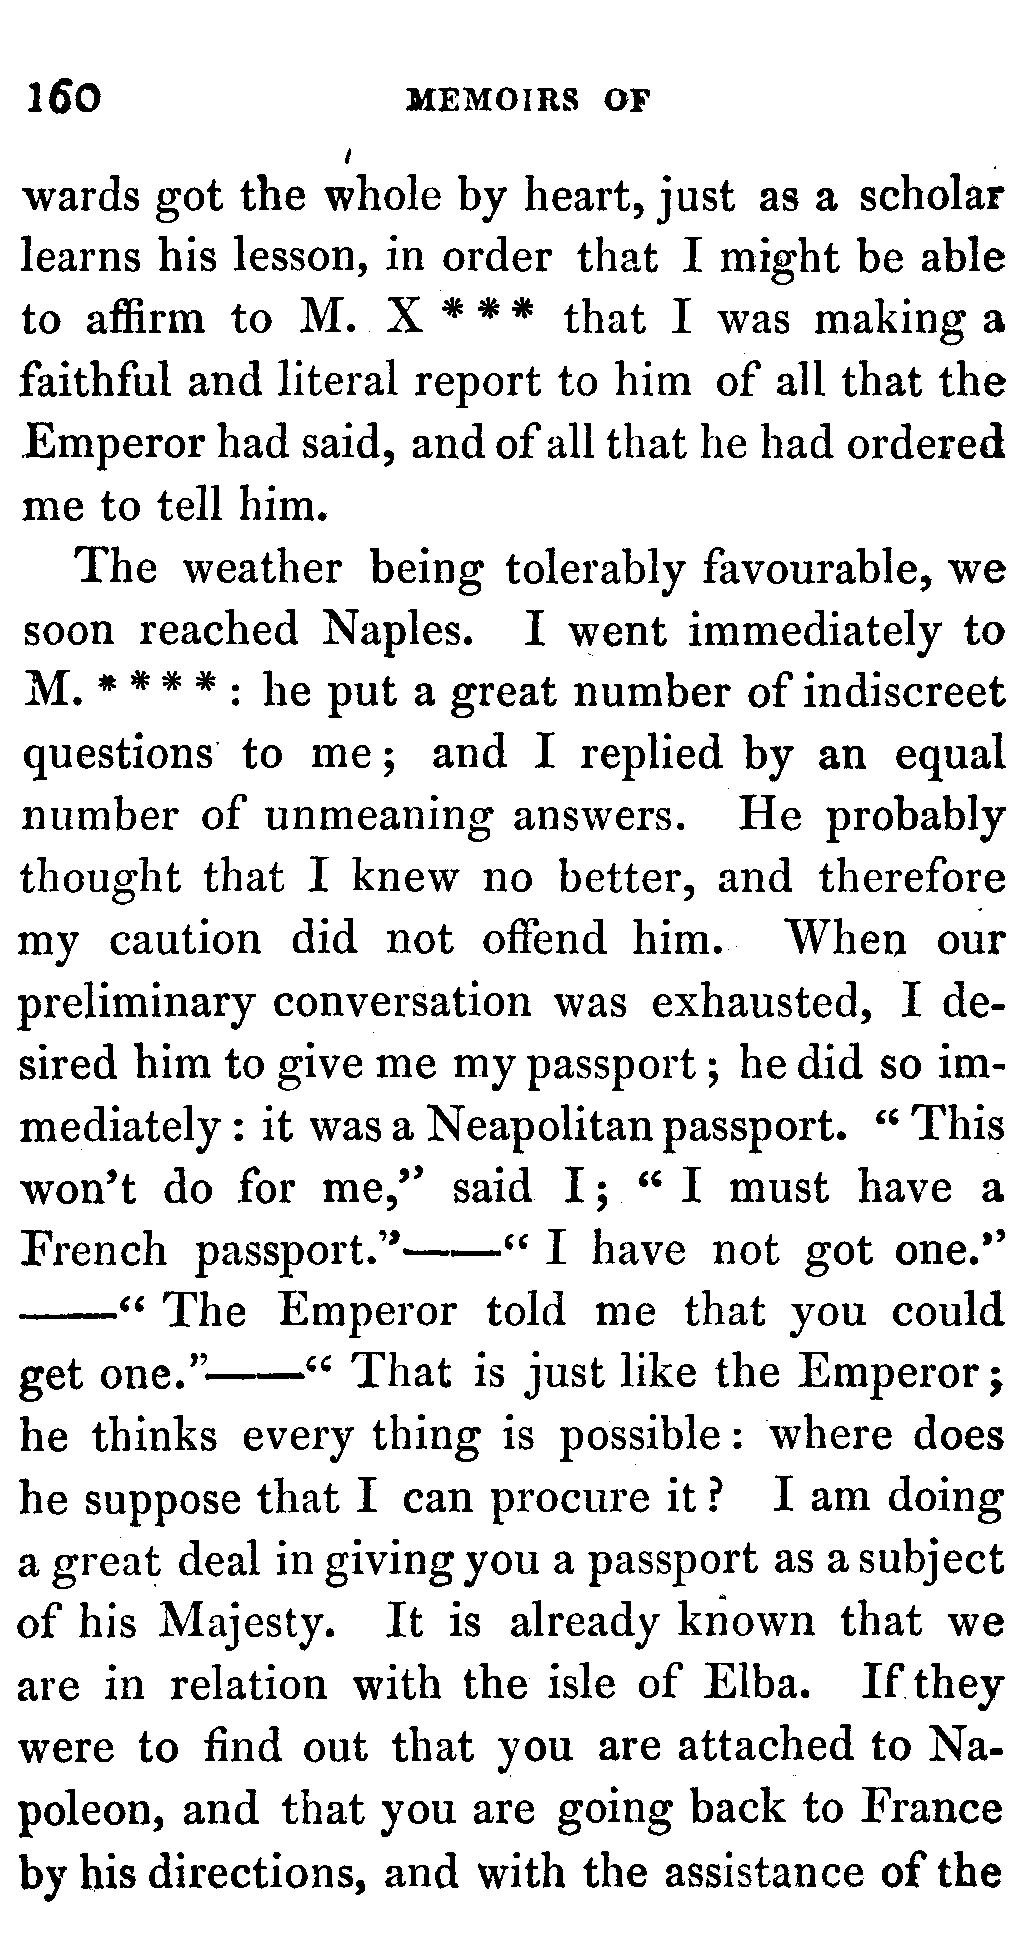 160 MEMOIRS OF
wards got the whole by heart, just as a scholar
learns his lesson, in order that I might be able
to affirm to M. X * * * that I was making a
faithful and literal report to him of all that the
Emperor had said, and of all that he had ordered
me to tell him.
The weather being tolerably favourable, we
soon reached Naples. I went immediately to
M. * * * * : he put a great number of indiscreet
questions to me ; and I replied by an equal
number of unmeaning answers. He probably
thought that I knew no better, and therefore
my caution did not offend him. When our
preliminary conversation was exhausted, I de-
sired him to give me my passport ; he did so im-
mediately : it was a Neapolitan passport. “ This
won’t do for me,” said I ; “ I must have a
French passport.”——“ I have not got one.”
——“ The Emperor told me that you could
get one.”——“ That is just like the Emperor ;
he thinks every thing is possible : where does
he suppose that I can procure it ? I am doing
a great deal in giving you a passport as a subject
of his Majesty. It is already known that we
are in relation with the isle of Elba. If they
were to find out that you are attached to Na-
poleon, and that you are going back to France
by his directions, and with the assistance of the